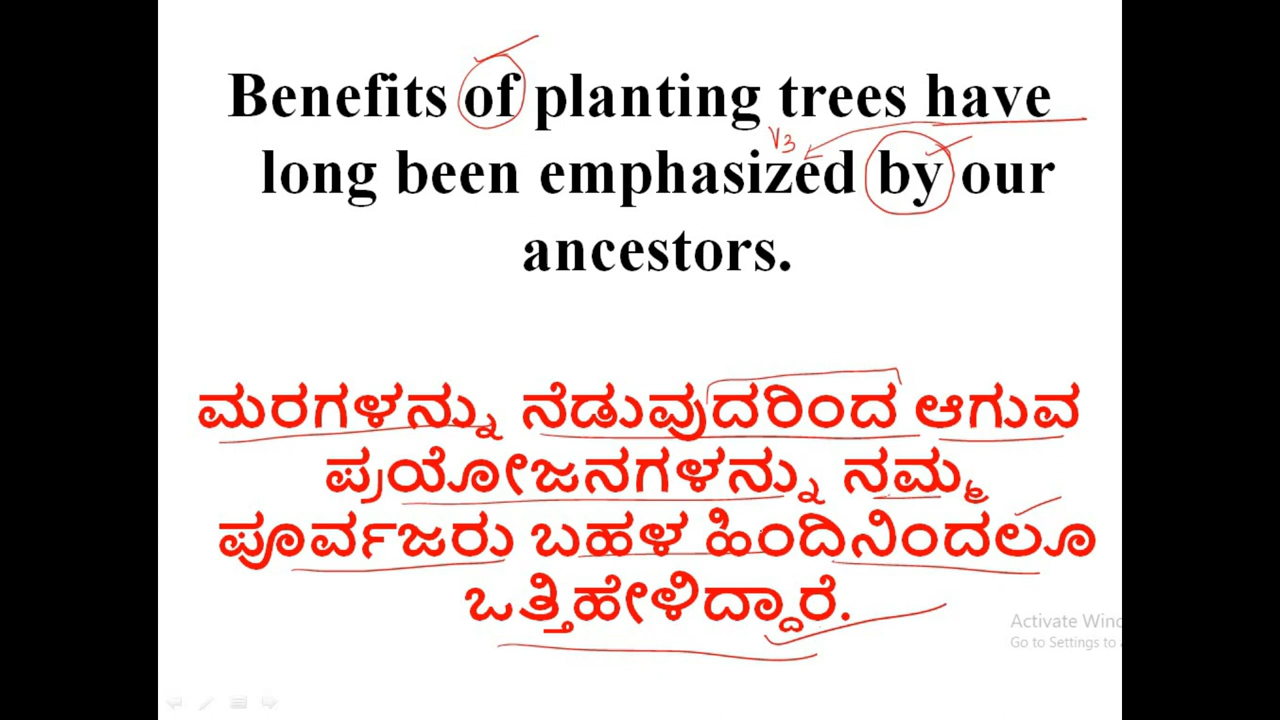 Benefits of planting trees have
V3
long been emphasized by our
ancestors.
ಮರಗಳನ್ನು ನೆಡುವುದರಿಂದ ಆಗುವ
ಪ್ರಯೋಜನಗಳನ್ನು ನಮ್ಮ
ಪೂರ್ವಜರು ಬಹಳ ಹಿಂದಿನಿಂದಲೂ
ಒತ್ತಿಹೇಳಿದ್ದಾರೆ.
Activate Winc
Go to Settings to